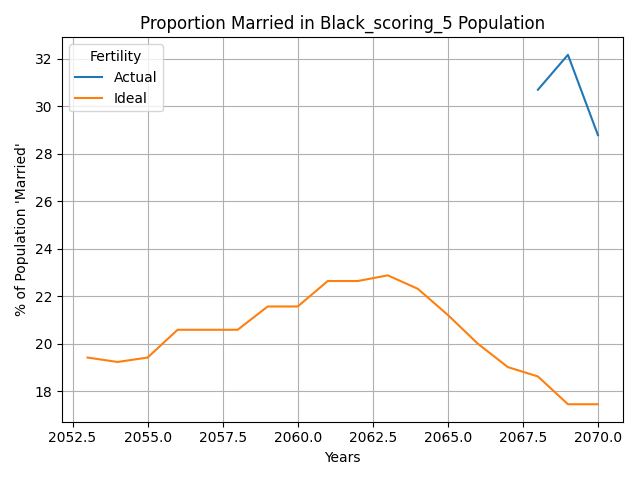 Proportion Married in Black_scoring_5 Population
Fertility
Actual
Ideal
% of Population 'Married'
32
30
28
26
24
22
20
18
2052.5 2055.0 2057.5 2060.0 2062.5 2065.0 2067.5 2070.0
Years